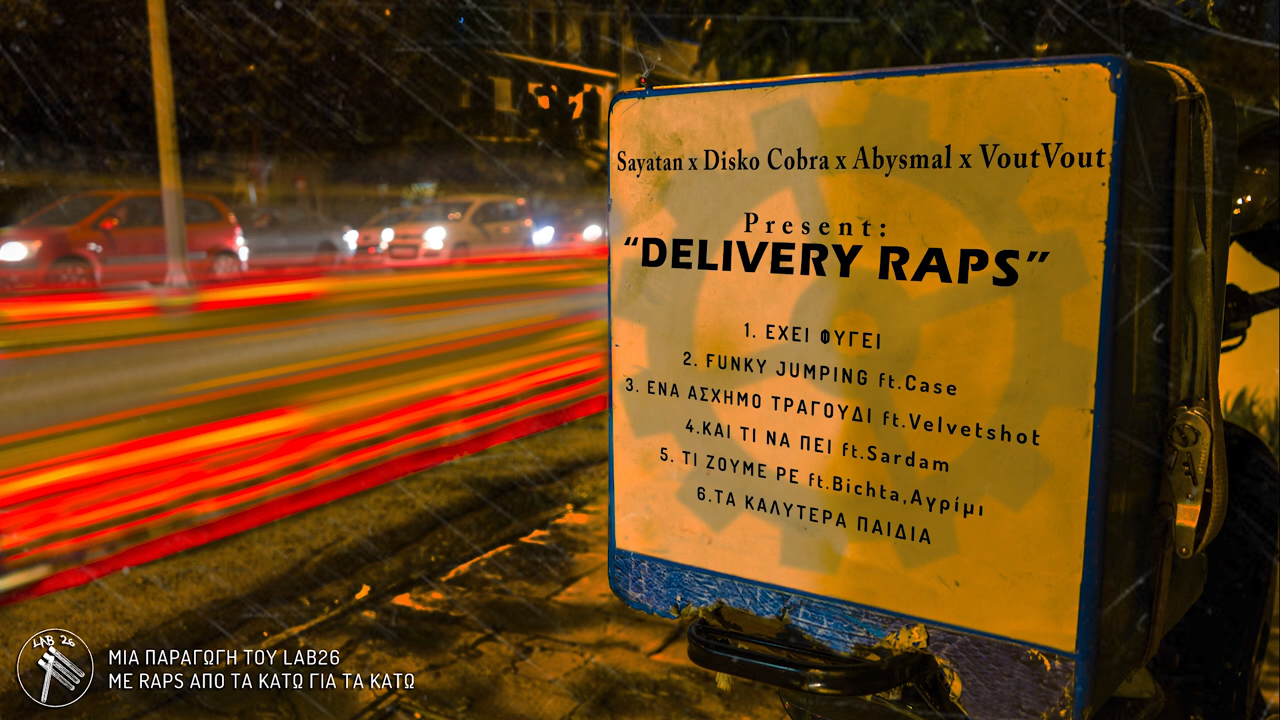 Sayatan x Disko Cobra x Abysmal x VoutVout
Present:
“DELIVERY RAPS”
1. ΕΧΕΙ ΦΥΓΕΙ
2. FUNKY JUMPING ft.Case
3. ΕΝΑ ΑΣΧΗΜΟ ΤΡΑΓΟΥΔΙ ft.Velvetshot
4.ΚΑΙ ΤΙ ΝΑ ΠΕΙ ft.Sardam
5. ΤΙ ΖΟΥΜΕ ΡΕ ft.Bichta,Αγρίμι
6.ΤΑ ΚΑΛΥΤΕΡΑ ΠΑΙΔΙΑ
LAB 26
ΜΙΑ ΠΑΡΑΓΩΓΗ ΤΟΥ LAB26
ΜΕ RAPS ΑΠΟ ΤΑ ΚΑΤΩ ΓΙΑ ΤΑ ΚΑΤΩ